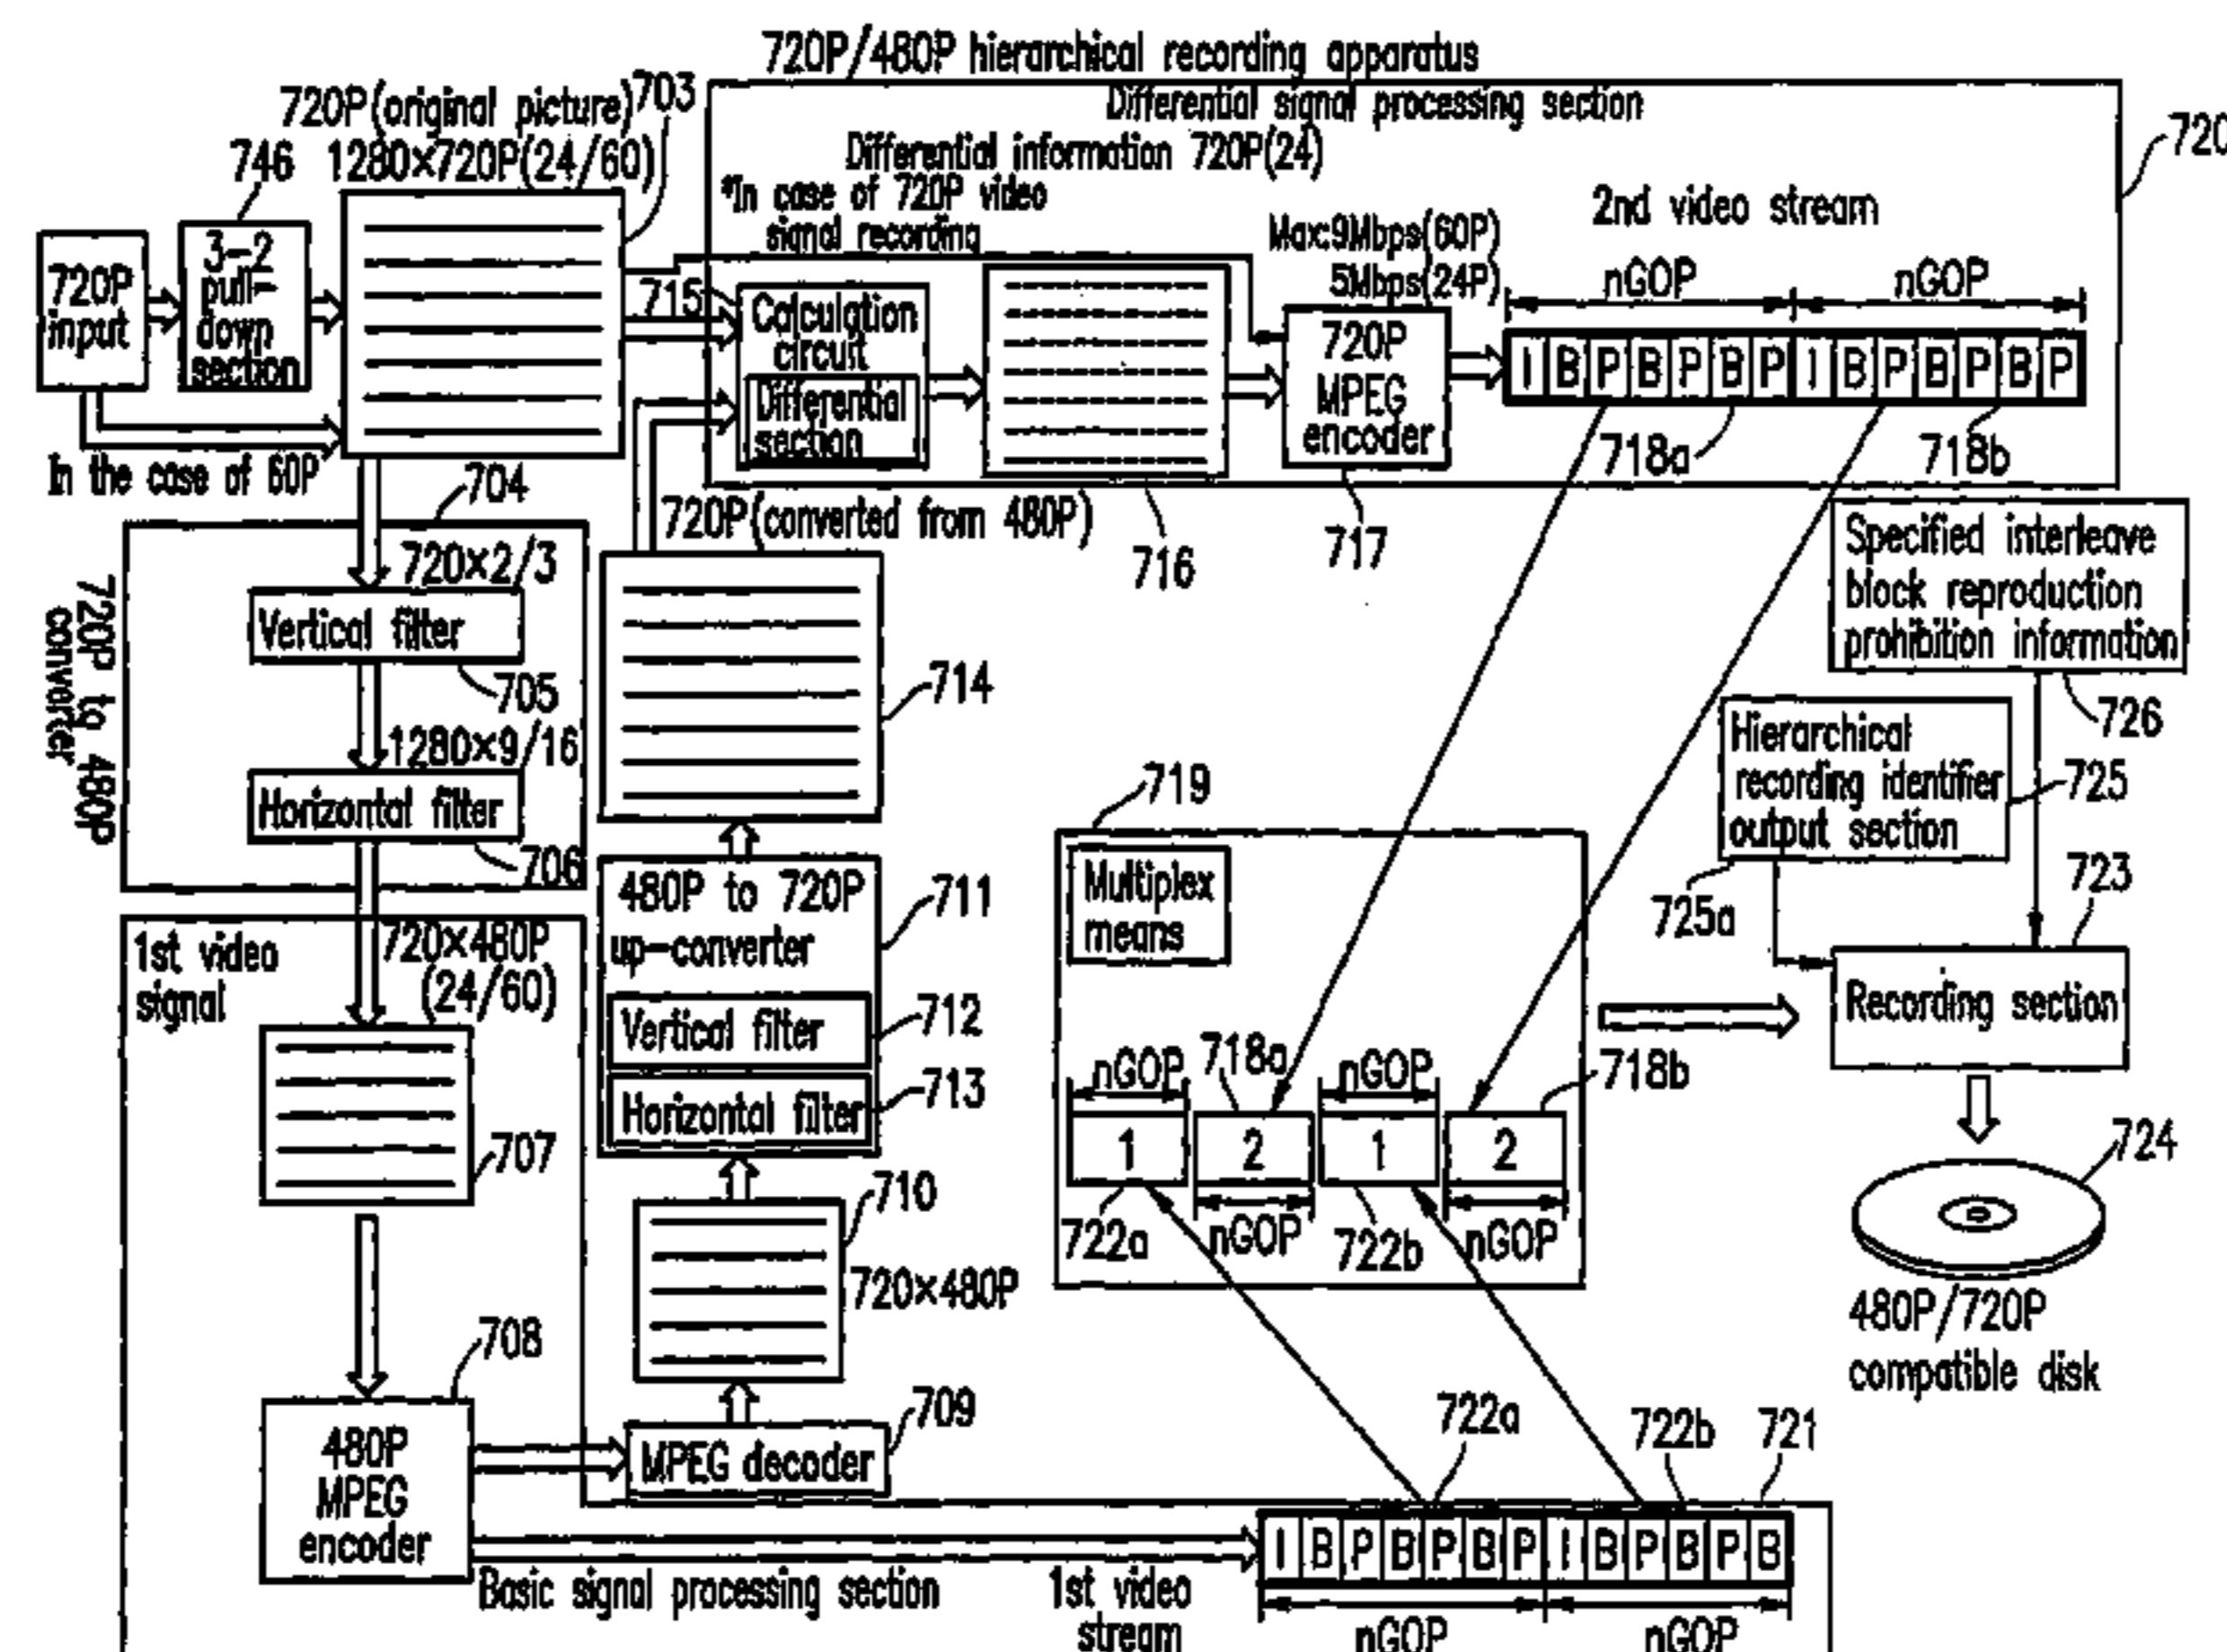 720P/480P hierarchical recording apparatus
720P(original picture)
703
Differential signal processing section
746
1280×720P(24/60)
Differential information 720P(24)
720
*In case of 720P video
signal recording
Max:9Mbps(60P)
5Mbps(24P)
2nd video stream
nGOP
nGOP
720P
input
3-2
pull-
down
section
715
Calculation
circuit
Differential
section
720P
MPEG
encoder
I B P B P B P I B P B P B P
718a
718b
In the case of 60P
704
720P(converted from 480P)
716
717
Specified interleave
block reproduction
prohibition information
726
720P to 480P
converter
720×2/3
Vertical filter
705
1280×9/16
Horizontal filter
706
714
Hierarchical
recording identifier
output section
725
725a
719
Multiplex
means
723
Recording section
1st video
signal
720×480P
(24/60)
480P to 720P
up-converter
711
Vertical filter
712
Horizontal filter
713
nGOP
718a
nGOP
718b
1
2
1
2
722a
nGOP
722b
nGOP
724
480P/720P
compatible disk
707
710
720×480P
708
480P
MPEG
encoder
MPEG decoder
709
722a
722b
721
I B P B P B P I B P B P B
Basic signal processing section
1st video
stream
nGOP
nGOP